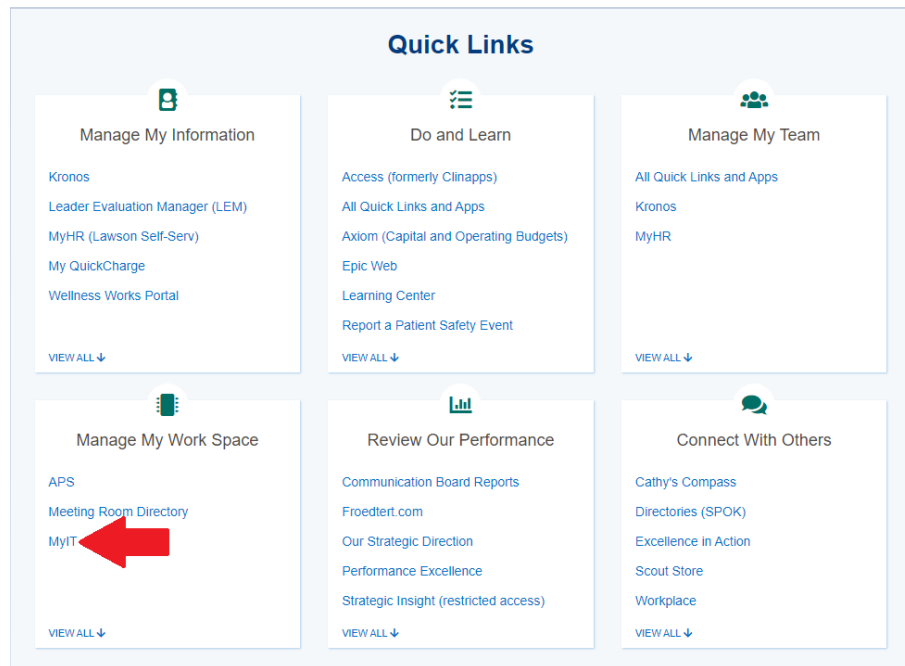 Quick Links
Manage My Information
Kronos
Leader Evaluation Manager (LEM)
MyHR (Lawson Self-Serv)
My QuickCharge
Wellness Works Portal
VIEW ALL
Do and Learn
Access (formerly Clinapps)
All Quick Links and Apps
Axiom (Capital and Operating Budgets)
Epic Web
Learning Center
Report a Patient Safety Event
VIEW ALL
Manage My Team
All Quick Links and Apps
Kronos
MyHR
VIEW ALL
Manage My Work Space
APS
Meeting Room Directory
MyIT
VIEW ALL
Review Our Performance
Communication Board Reports
Froedtert.com
Our Strategic Direction
Performance Excellence
Strategic Insight (restricted access)
VIEW ALL
Connect With Others
Cathy's Compass
Directories (SPOK)
Excellence in Action
Scout Store
Workplace
VIEW ALL